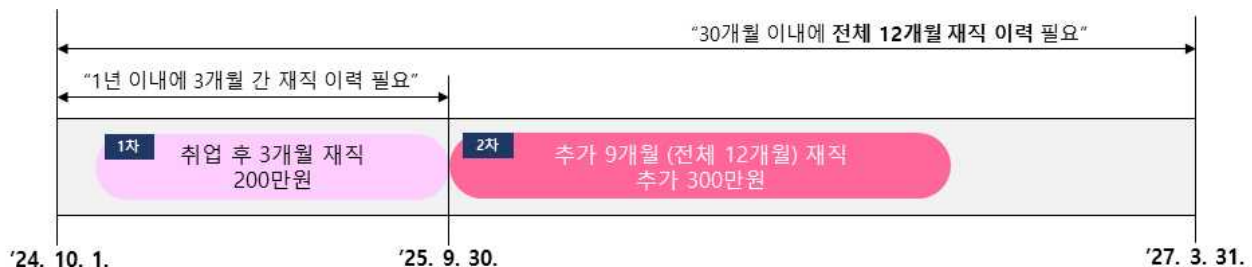 “30개월 이내에 전체 12개월 재직 이력 필요”
“1년 이내에 3개월 간 재직 이력 필요”
1차
취업 후 3개월 재직
200만원
2차
추가 9개월 (전체 12개월) 재직
추가 300만원
’24. 10. 1.
’25. 9. 30.
’27. 3. 31.